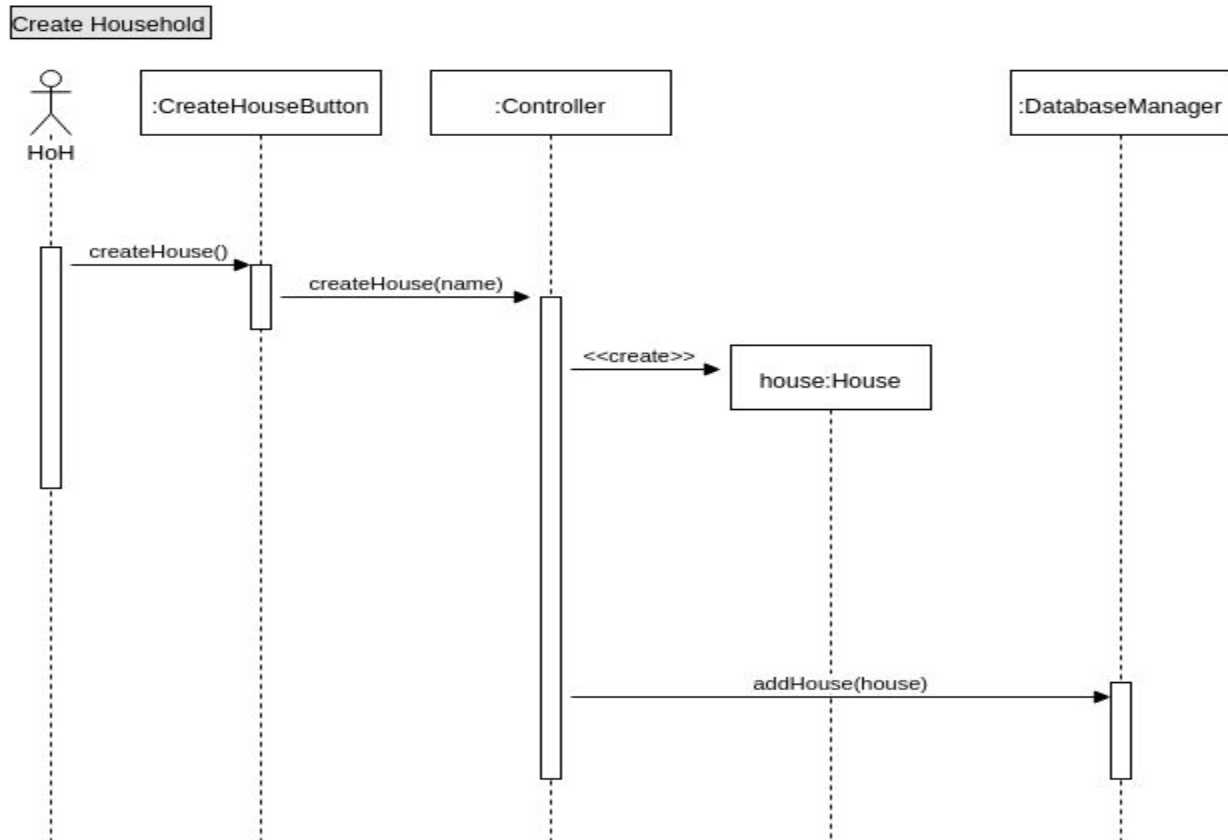 Create Household
:CreateHouseButton
:Controller
:DatabaseManager
HoH
createHouse()
createHouse(name)
<<create>>
house:House
addHouse(house)